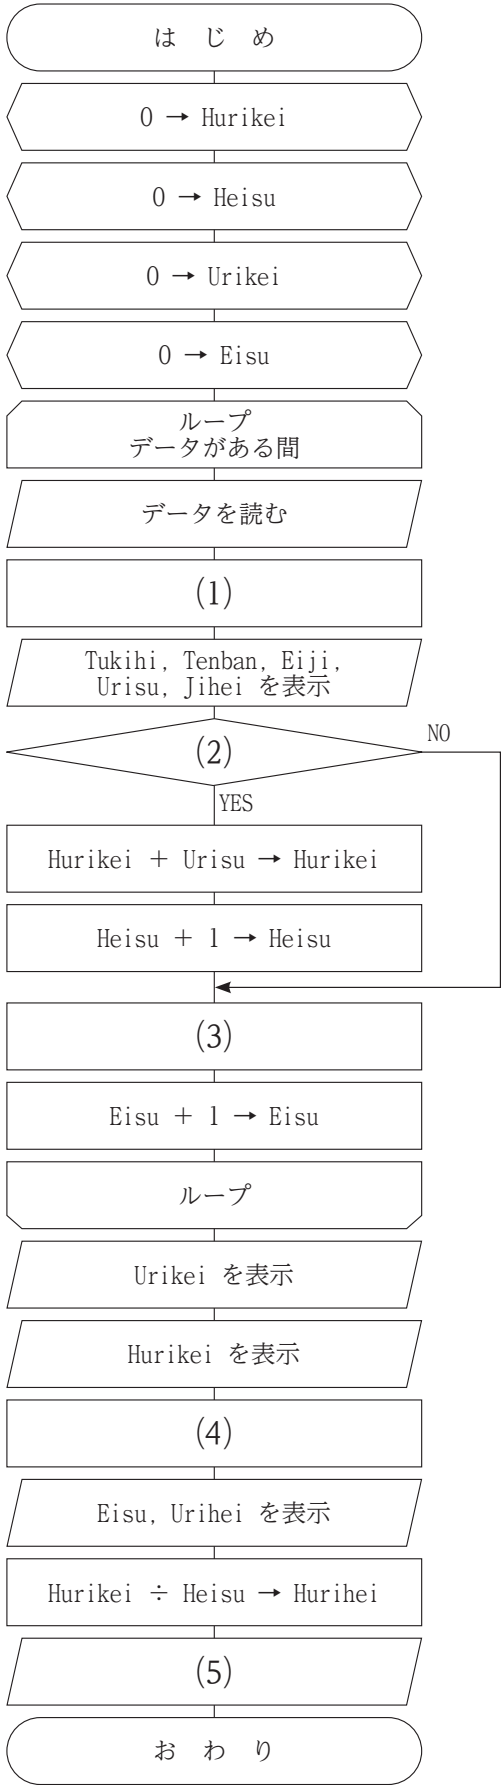 は じ め
0 → Hurikei
0 → Heisu
0 → Urikei
0 → Eisu
ループ
データがある間
データを読む
(1)
Tukihi, Tenban, Eiji,
Urisu, Jihei を表示
(2)
NO
YES
Hurikei + Urisu → Hurikei
Heisu + 1 → Heisu
(3)
Eisu + 1 → Eisu
ループ
Urikei を表示
Hurikei を表示
(4)
Eisu, Urihei を表示
Hurikei ÷ Heisu → Hurihei
(5)
お わ り